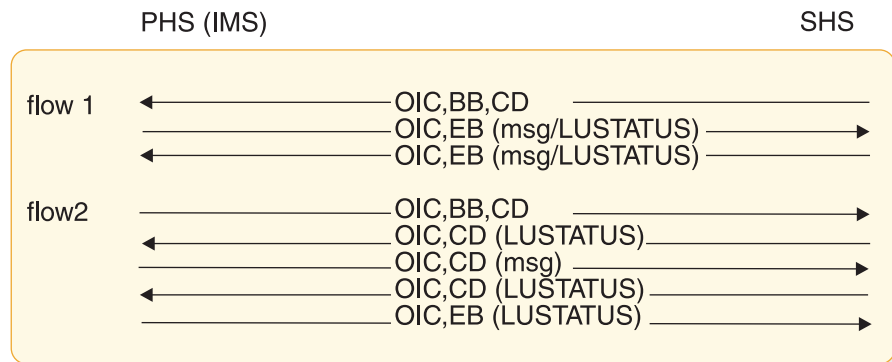 PHS (IMS) SHS
flow 1 OIC,BB,CD
OIC,EB (msg/LUSTATUS)
OIC,EB (msg/LUSTATUS)
flow2 OIC,BB,CD
OIC,CD (LUSTATUS)
OIC,CD (msg)
OIC,CD (LUSTATUS)
OIC,EB (LUSTATUS)